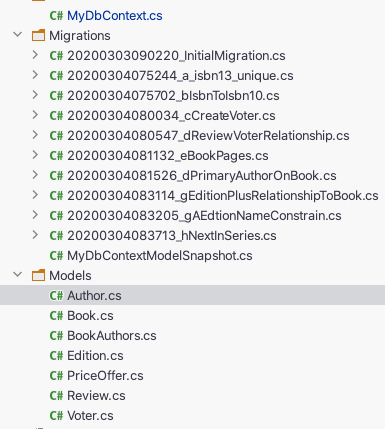 C# MyDbContext.cs
Migrations
C# 20200303090220_InitialMigration.cs
C# 20200304075244_a_isbn13_unique.cs
C# 20200304075702_bIsbnToIsbn10.cs
C# 20200304080034_cCreateVoter.cs
C# 20200304080547_dReviewVoterRelationship.cs
C# 20200304081132_eBookPages.cs
C# 20200304081526_dPrimaryAuthorOnBook.cs
C# 20200304083114_gEditionPlusRelationshipToBook.cs
C# 20200304083205_gAEdtionNameConstrain.cs
C# 20200304083713_hNextInSeries.cs
C# MyDbContextModelSnapshot.cs
Models
C# Author.cs
C# Book.cs
C# BookAuthors.cs
C# Edition.cs
C# PriceOffer.cs
C# Review.cs
C# Voter.cs